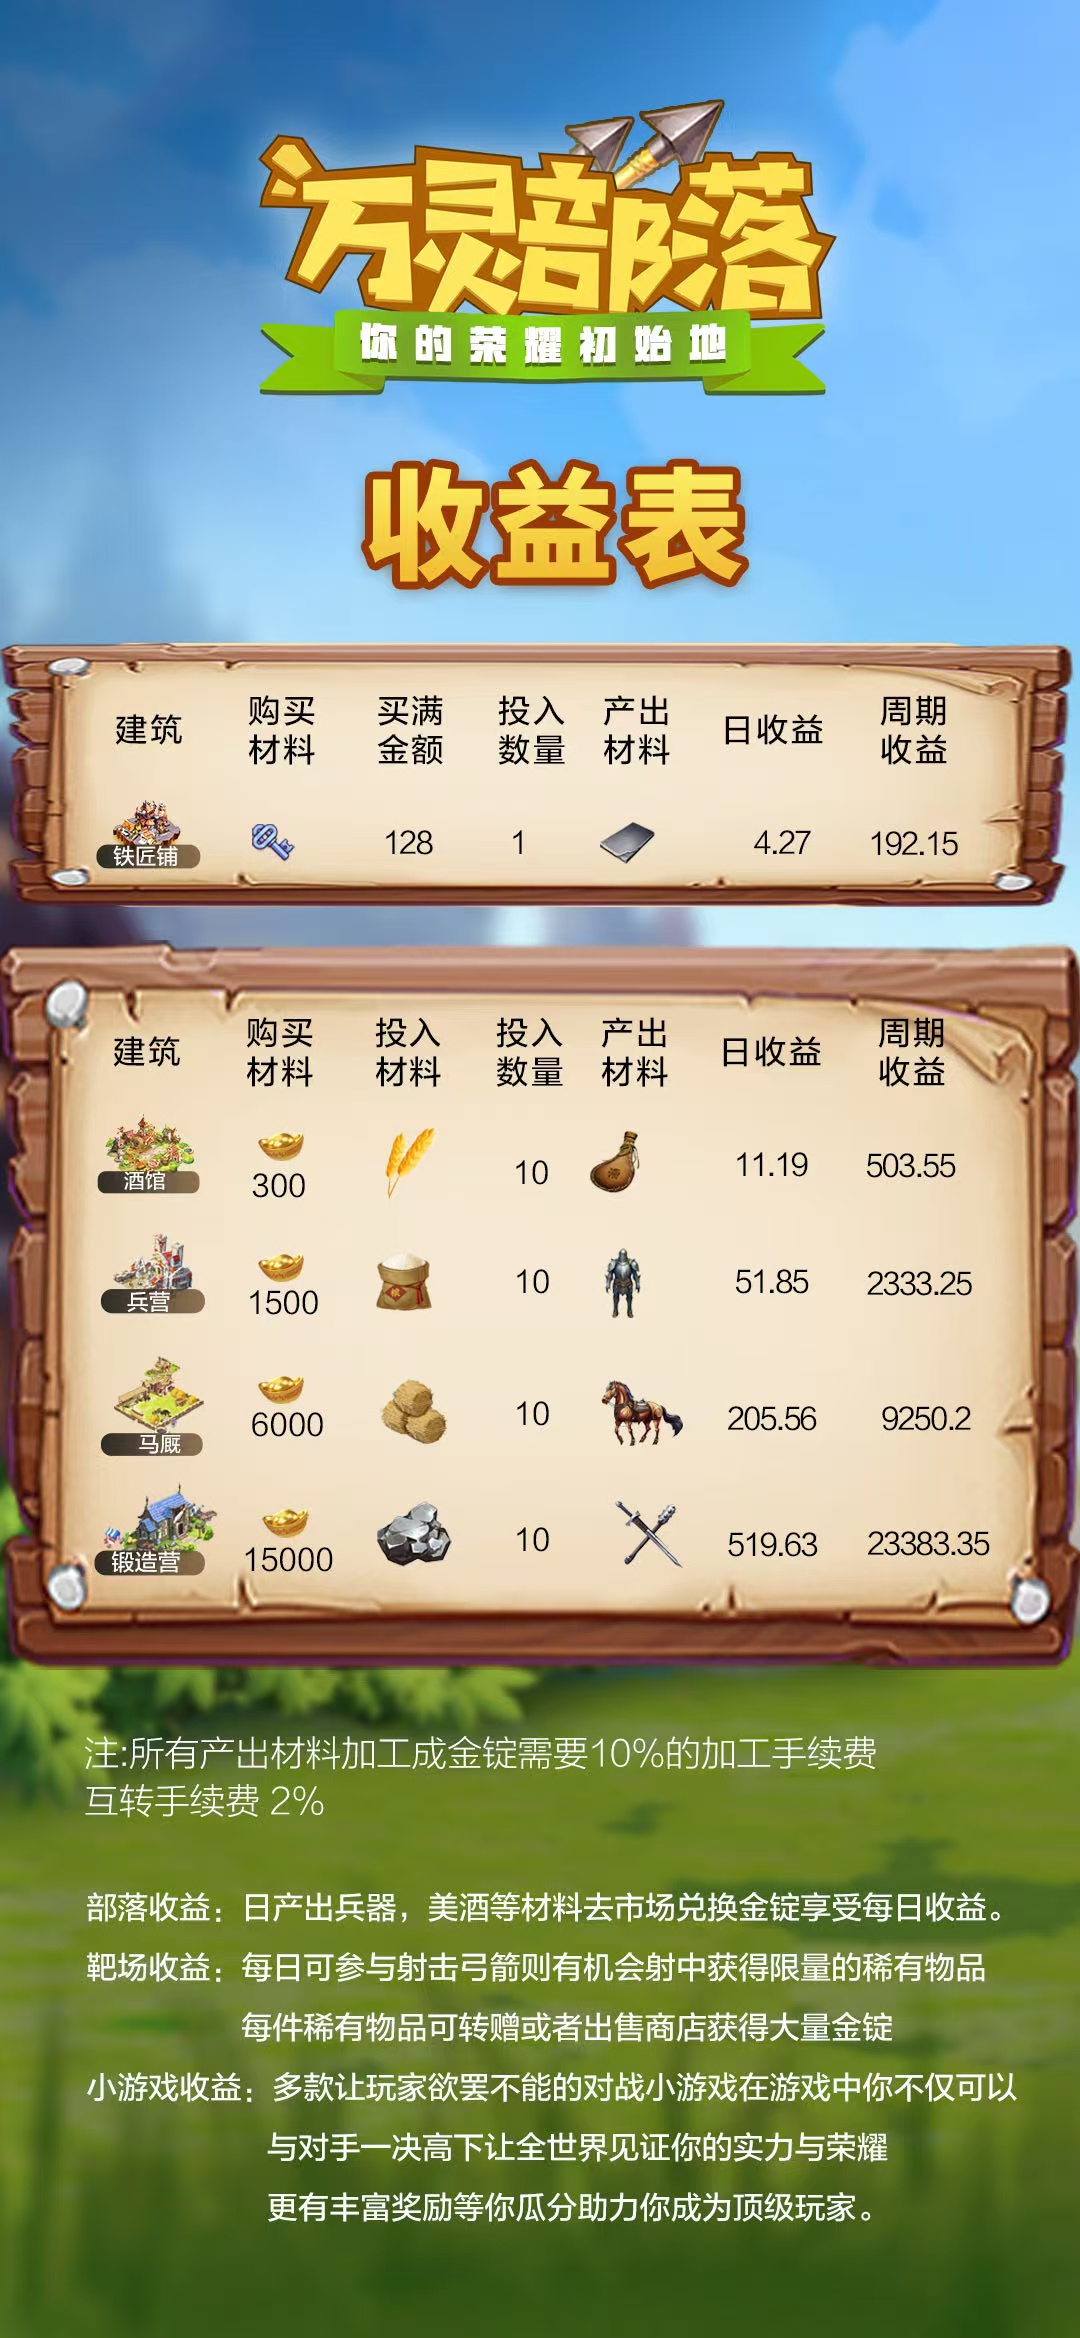 万灵部落
你的荣耀初始地
收益表
建筑 购买材料 买满金额 投入数量 产出材料 日收益 周期收益
铁匠铺 128 1 4.27 192.15
建筑 购买材料 投入材料 投入数量 产出材料 日收益 周期收益
酒馆 300 10 酒 11.19 503.55
兵营 1500 10 51.85 2333.25
马厩 6000 10 205.56 9250.2
锻造营 15000 10 519.63 23383.35
注:所有产出材料加工成金锭需要10%的加工手续费
互转手续费 2%
部落收益：日产出兵器，美酒等材料去市场兑换金锭享受每日收益。
靶场收益：每日可参与射击弓箭则有机会射中获得限量的稀有物品
每件稀有物品可转赠或者出售商店获得大量金锭
小游戏收益：多款让玩家欲罢不能的对战小游戏在游戏中你不仅可以
与对手一决高下让全世界见证你的实力与荣耀
更有丰富奖励等你瓜分助力你成为顶级玩家。